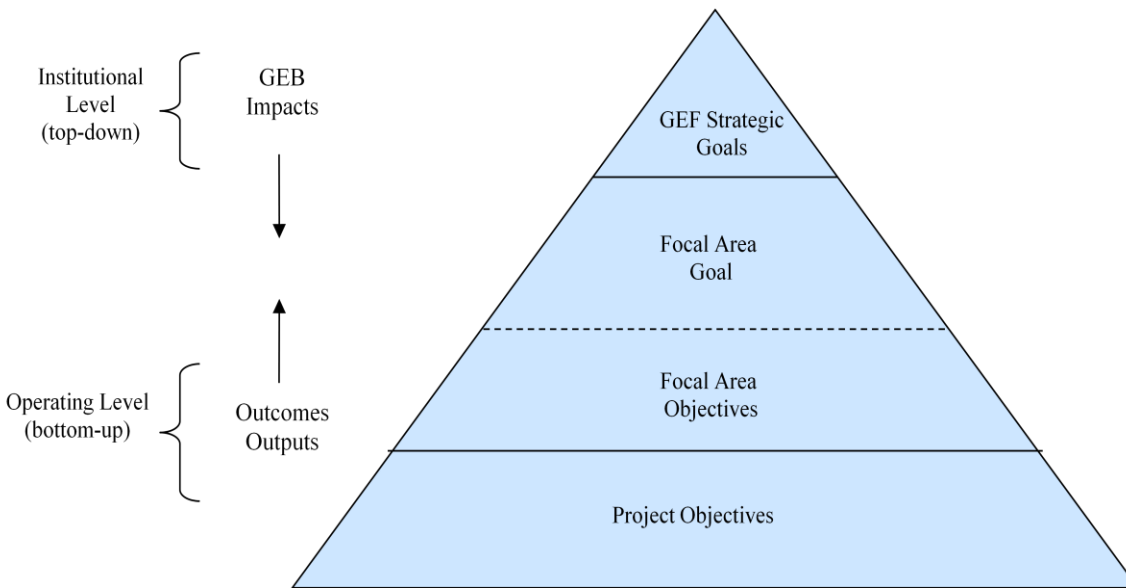 Institutional
Level
(top-down)
GEB
Impacts
GEF Strategic
Goals
Focal Area
Goal
Focal Area
Objectives
Operating Level
(bottom-up)
Outcomes
Outputs
Project Objectives